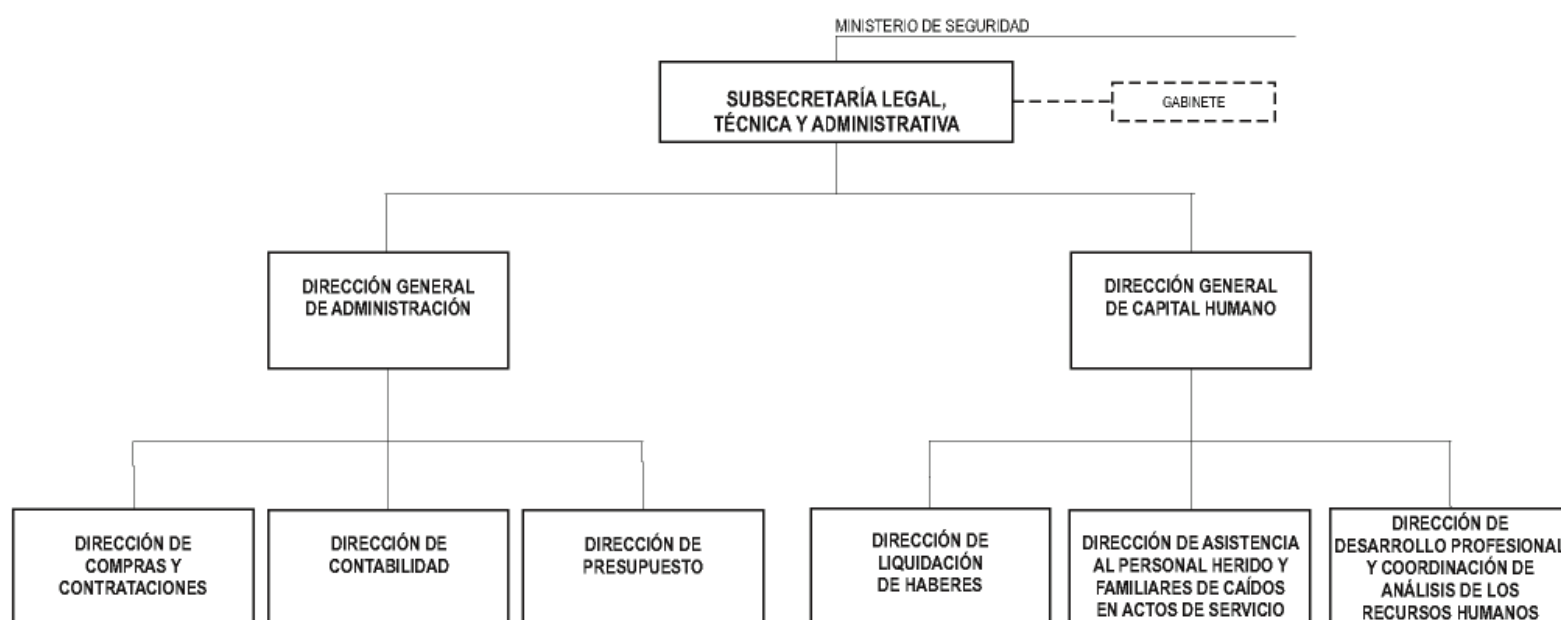 MINISTERIO DE SEGURIDAD
SUBSECRETARÍA LEGAL,
TÉCNICA Y ADMINISTRATIVA
GABINETE
DIRECCIÓN GENERAL
DE ADMINISTRACIÓN
DIRECCIÓN GENERAL
DE CAPITAL HUMANO
DIRECCIÓN DE
COMPRAS Y
CONTRATACIONES
DIRECCIÓN DE
CONTABILIDAD
DIRECCIÓN DE
PRESUPUESTO
DIRECCIÓN DE
LIQUIDACIÓN
DE HABERES
DIRECCIÓN DE ASISTENCIA
AL PERSONAL HERIDO Y
FAMILIARES DE CAÍDOS
EN ACTOS DE SERVICIO
DIRECCIÓN DE
DESARROLLO PROFESIONAL
Y COORDINACIÓN DE
ANÁLISIS DE LOS
RECURSOS HUMANOS